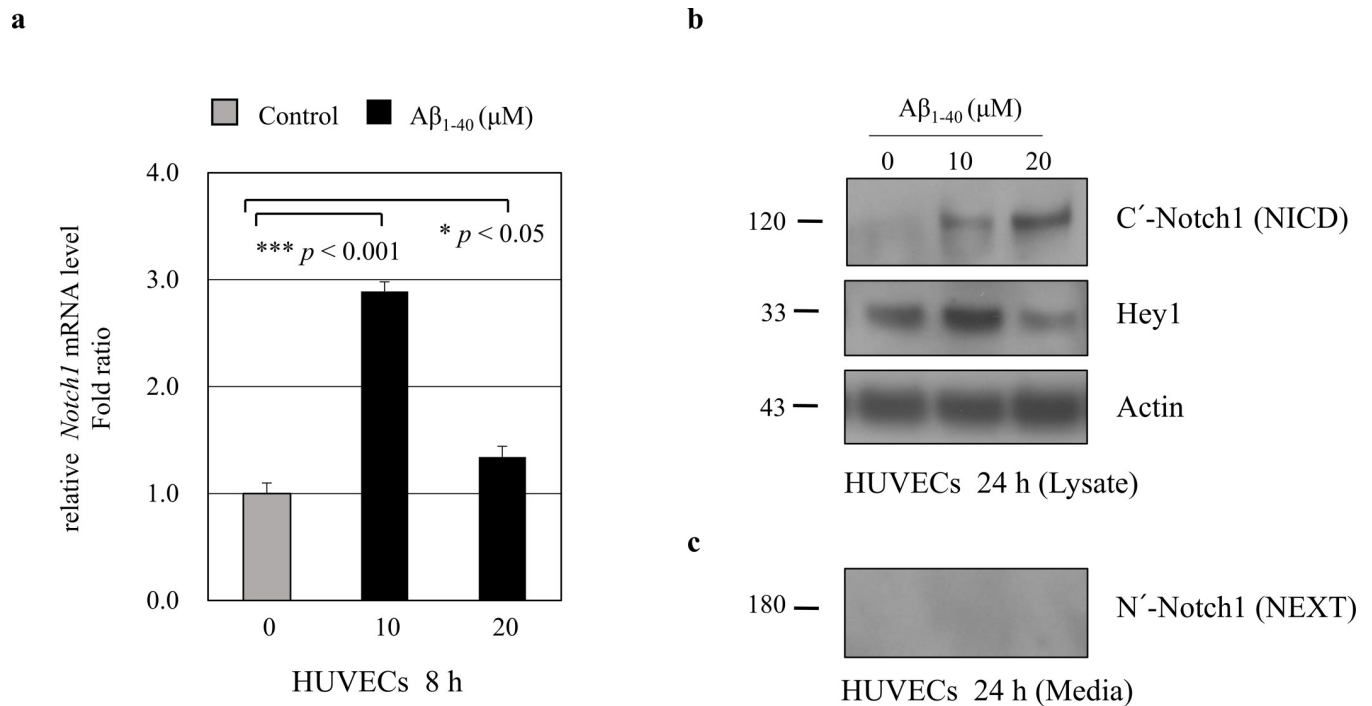 a
Control Aβ1-40 (μM)
4.0
3.0
2.0
1.0
0.0
relative Notch1 mRNA level
Fold ratio
*** p < 0.001
* p < 0.05
0 10 20
HUVECs 8 h
b
Aβ1-40 (μM)
0 10 20
120 C´-Notch1 (NICD)
33 Hey1
43 Actin
HUVECs 24 h (Lysate)
c
180 N´-Notch1 (NEXT)
HUVECs 24 h (Media)